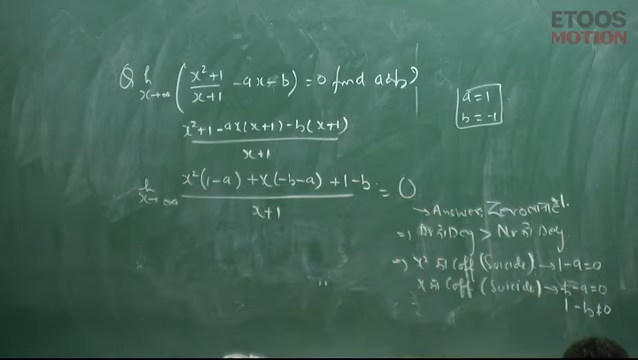 ETOOS
MOTION
Q lim x→∞ (x²+1/x+1 - ax - b) = 0 find a & b?
a = 1
b = -1
x²+1 - ax(x+1) - b(x+1)
x+1
lim x→∞ x²(1-a) + x(-b-a) + 1-b / x+1 = 0
→ Answer Zero
⇒ Dr की Deg > Nr की Deg
⇒ x² का Coff (Suicide) → 1-a=0
x का Coff (Suicide) → -b-a=0
1-b≠0